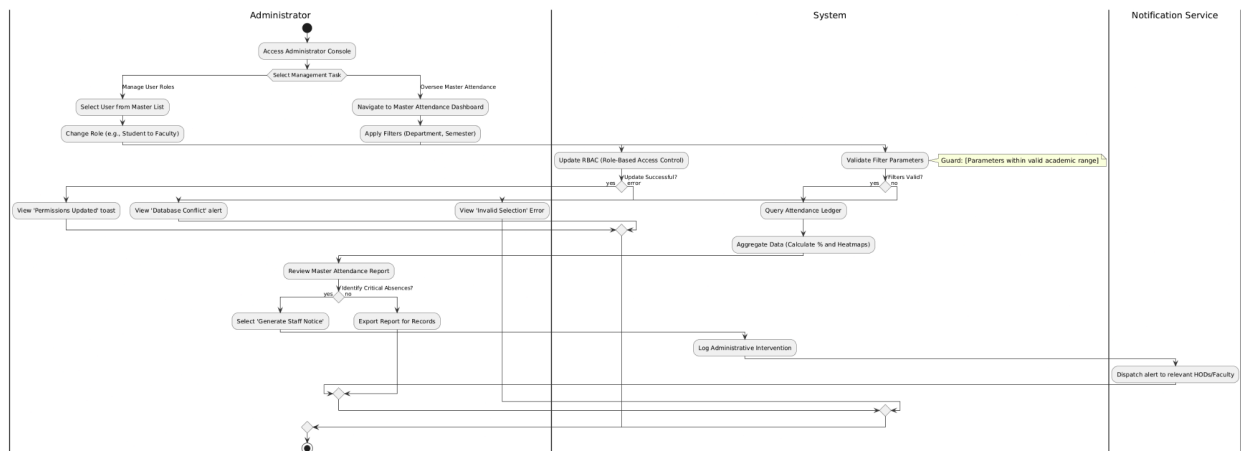 Administrator
System
Notification Service
Access Administrator Console
Select Management Task
Manage User Roles
Oversee Master Attendance
Select User from Master List
Navigate to Master Attendance Dashboard
Change Role (e.g., Student to Faculty)
Apply Filters (Department, Semester)
Update RBAC (Role-Based Access Control)
Validate Filter Parameters
Guard: [Parameters within valid academic range]
Update Successful?
yes
error
Filters Valid?
yes
no
View 'Permissions Updated' toast
View 'Database Conflict' alert
View 'Invalid Selection' Error
Query Attendance Ledger
Aggregate Data (Calculate % and Heatmaps)
Review Master Attendance Report
Identify Critical Absences?
yes
no
Select 'Generate Staff Notice'
Export Report for Records
Log Administrative Intervention
Dispatch alert to relevant HODs/Faculty